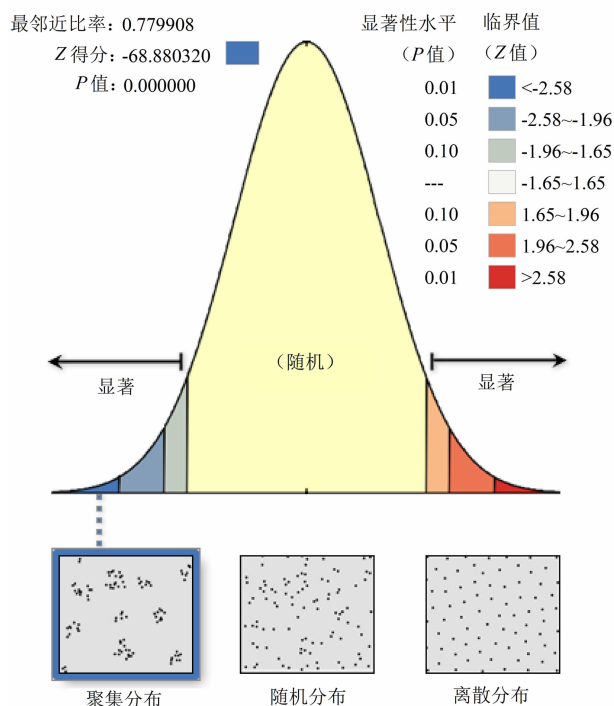 最邻近比率：0.779908
Z 得分：-68.880320
P 值：0.000000
显著性水平 临界值
（P值） （Z 值）
0.01 <-2.58
0.05 -2.58~-1.96
0.10 -1.96~-1.65
--- -1.65~1.65
0.10 1.65~1.96
0.05 1.96~2.58
0.01 >2.58
（随机）
显著
显著
聚集分布 随机分布 离散分布